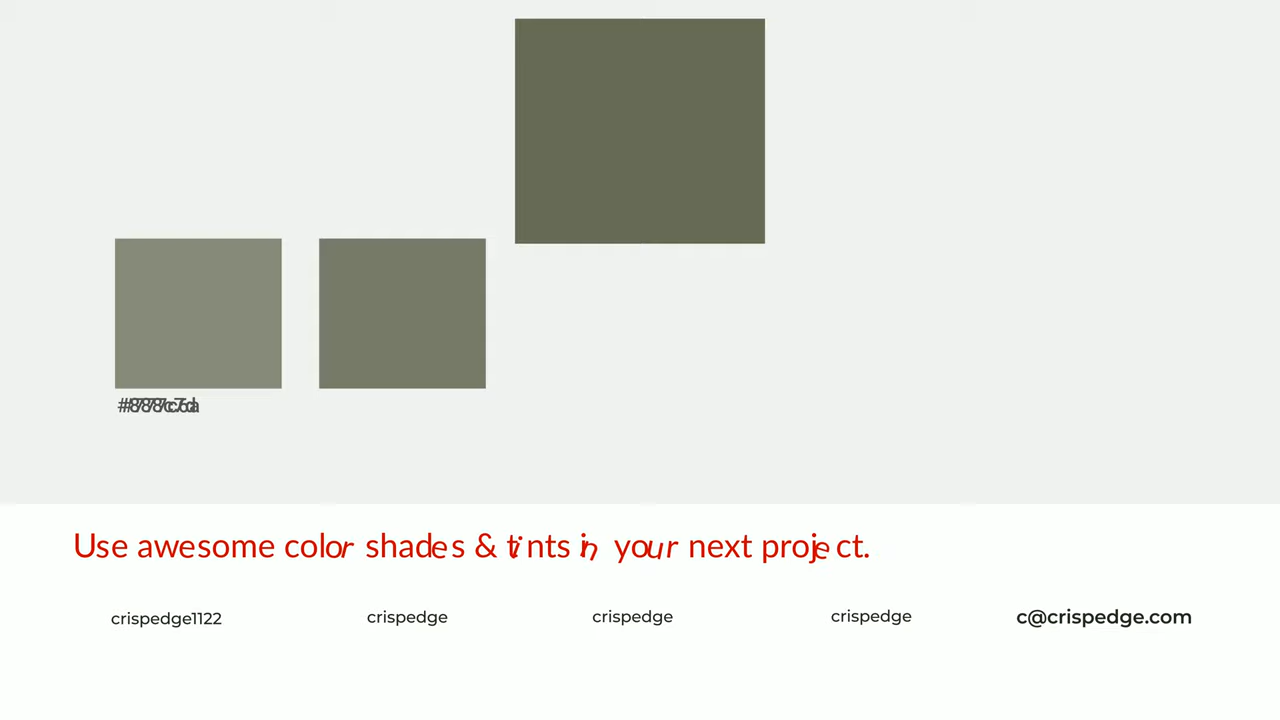 Use awesome color shades & tints in your next project.
crispedge1122 crispedge crispedge crispedge c@crispedge.com